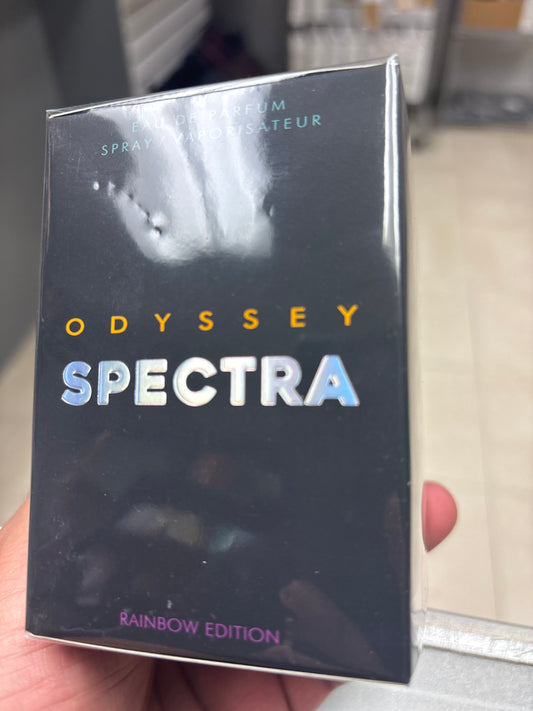 EAU DE PARFUM
SPRAY / VAPORISATEUR
ODYSSEY
SPECTRA
RAINBOW EDITION